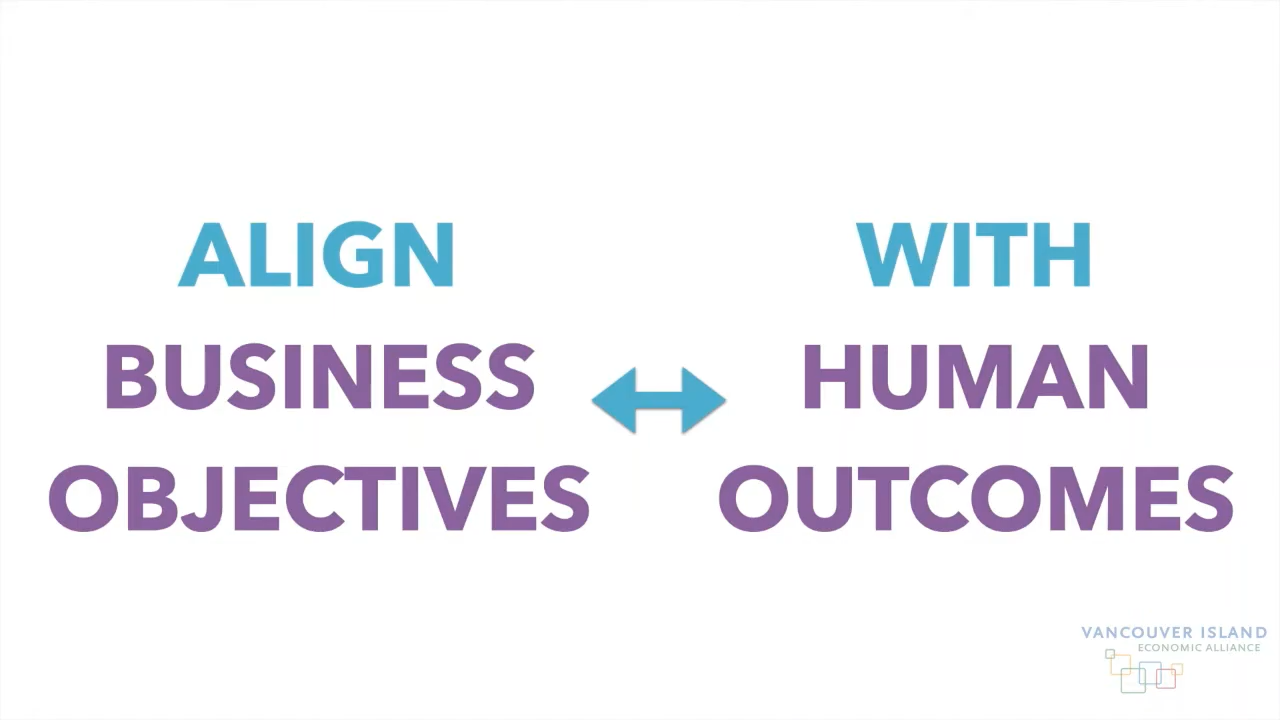 ALIGN
BUSINESS
OBJECTIVES
WITH
HUMAN
OUTCOMES
VANCOUVER ISLAND
ECONOMIC ALLIANCE